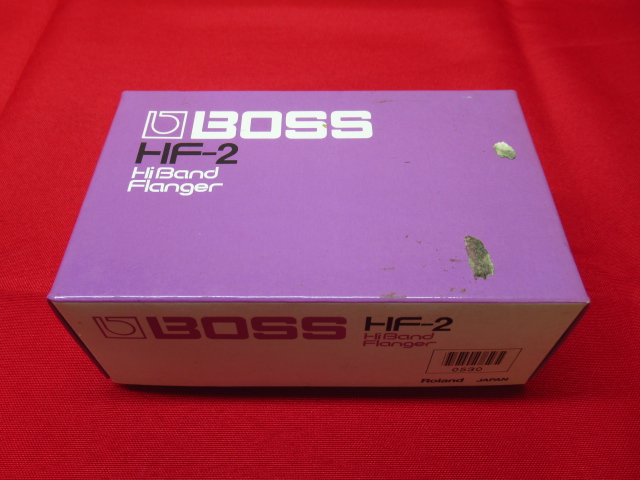 BOSS
HF-2
Hi Band
Flanger
BOSS HF-2
Hi Band
Flanger
0530
Roland JAPAN